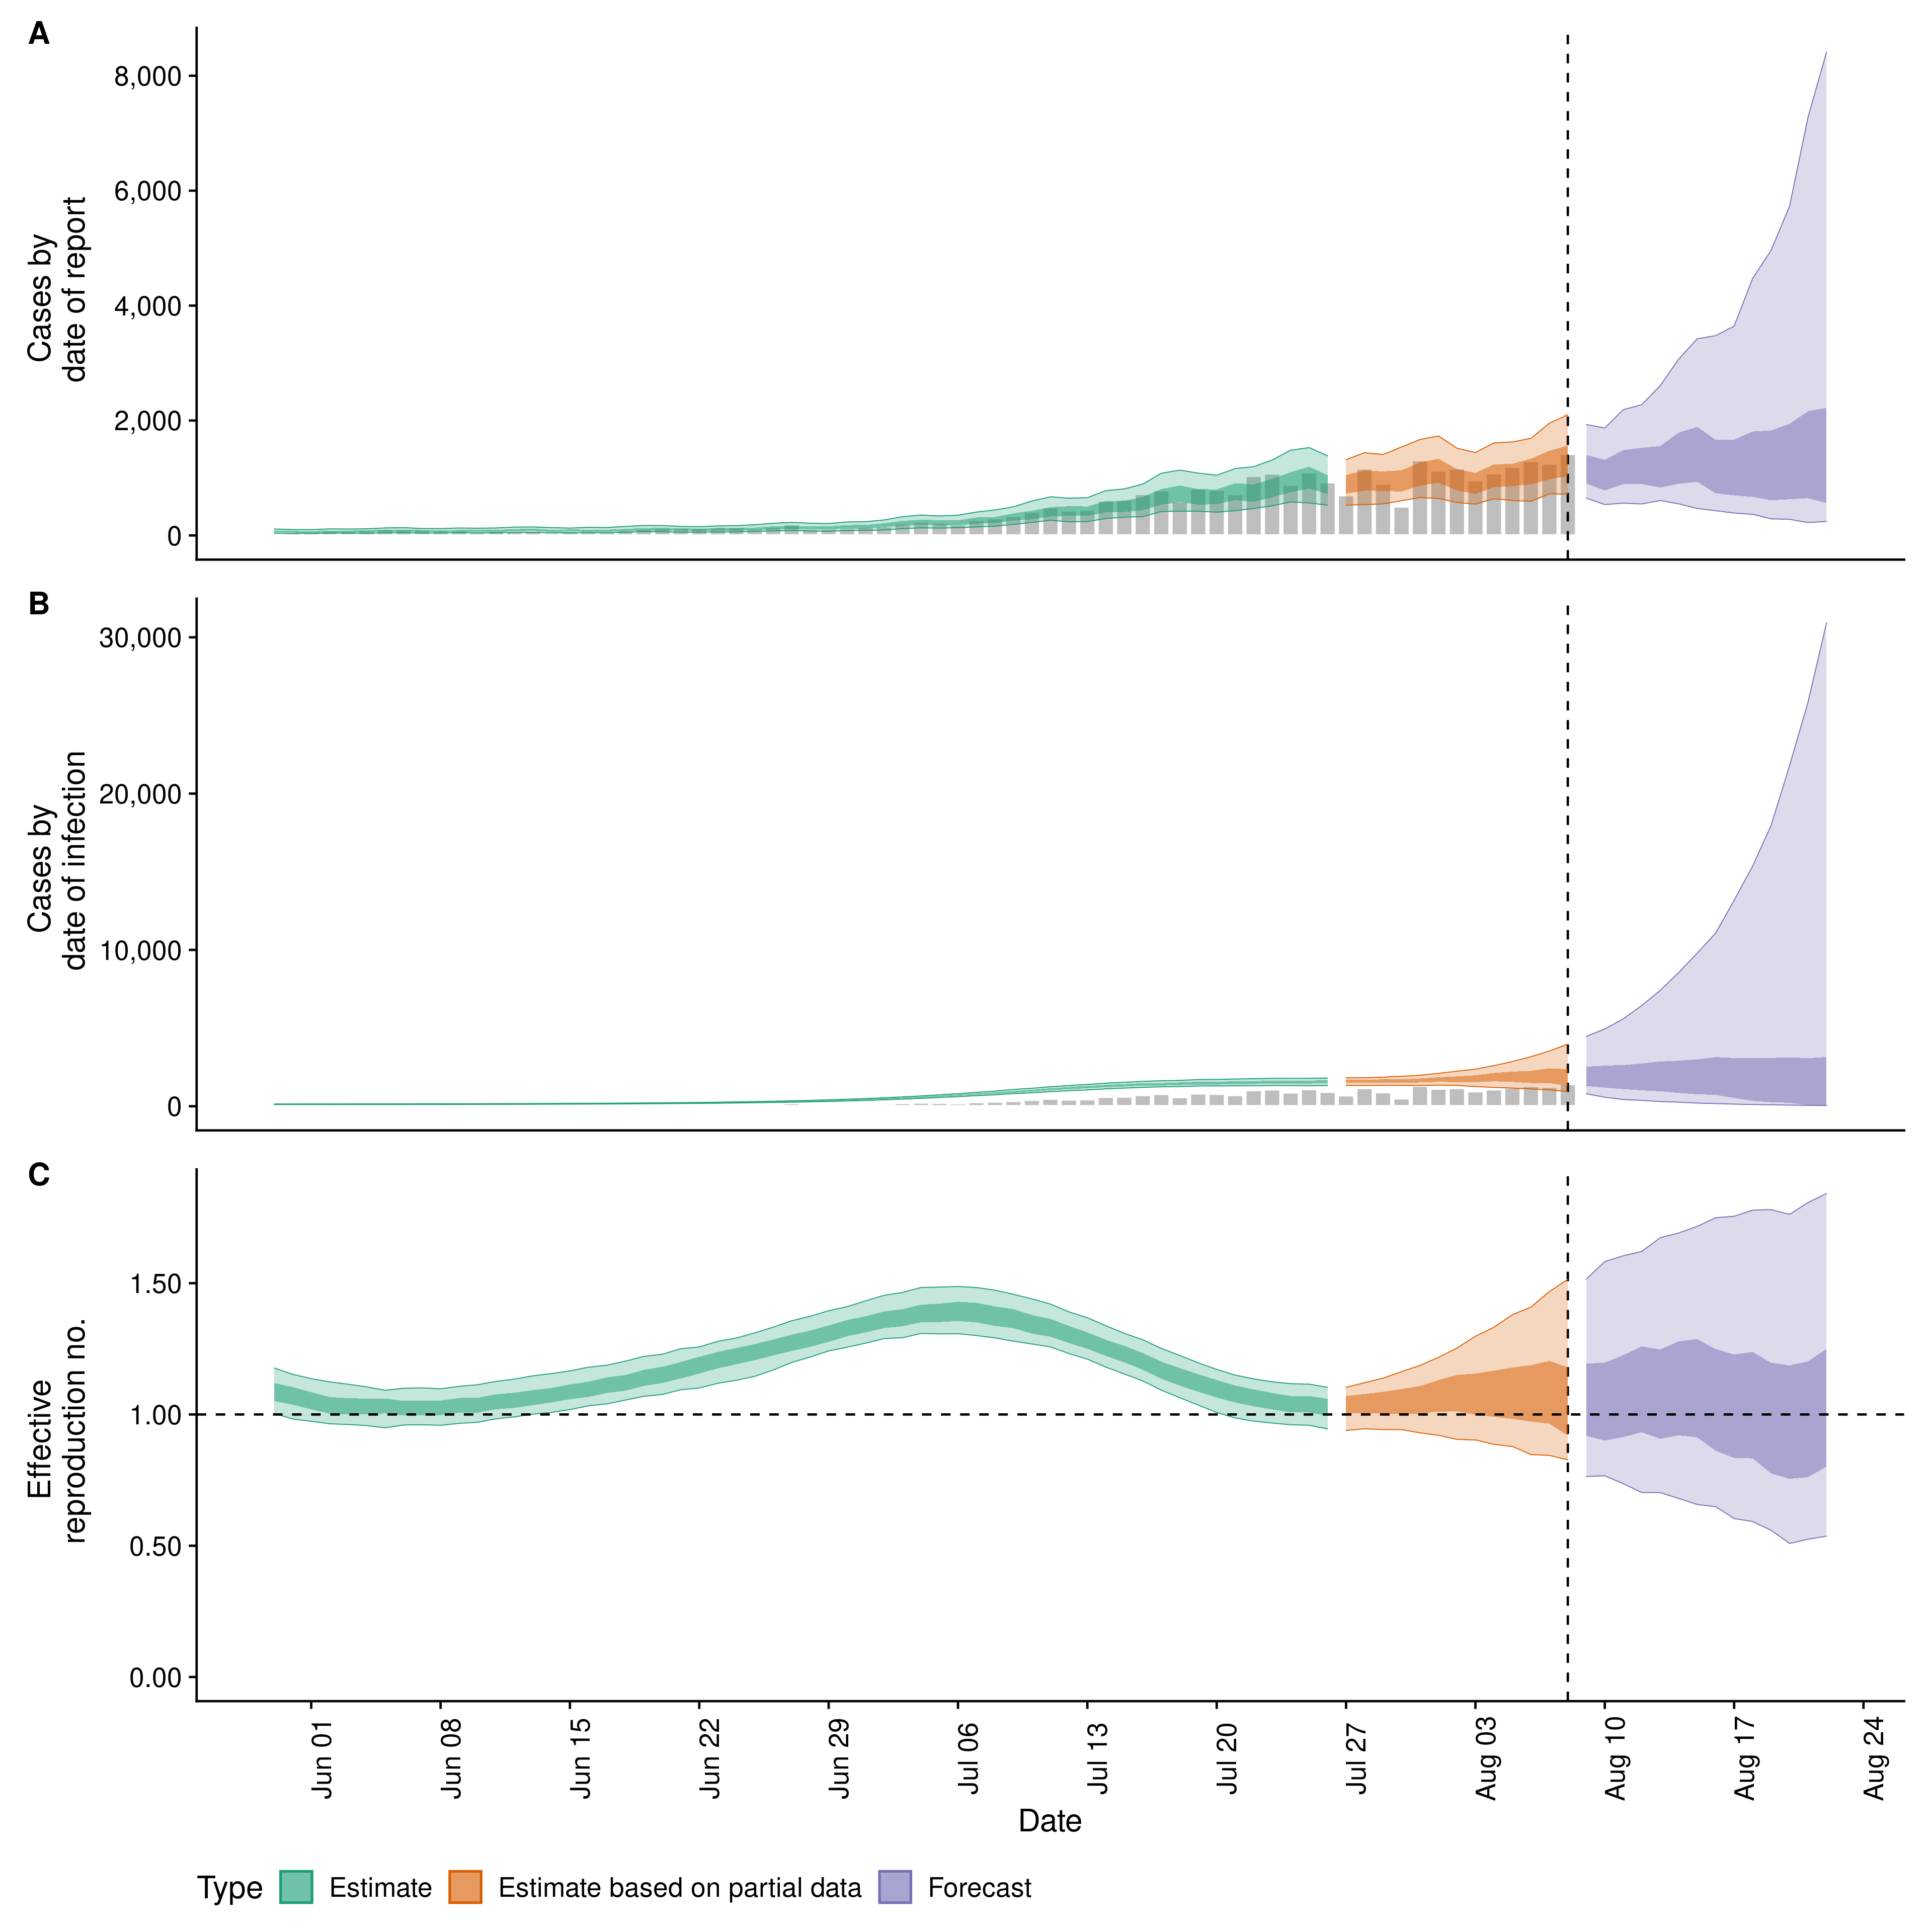 A
Cases by
date of report
8,000
6,000
4,000
2,000
0
B
Cases by
date of infection
30,000
20,000
10,000
0
C
Effective
reproduction no.
1.50
1.00
0.50
0.00
Jun 01
Jun 08
Jun 15
Jun 22
Jun 29
Jul 06
Jul 13
Jul 20
Jul 27
Aug 03
Aug 10
Aug 17
Aug 24
Date
Type Estimate Estimate based on partial data Forecast